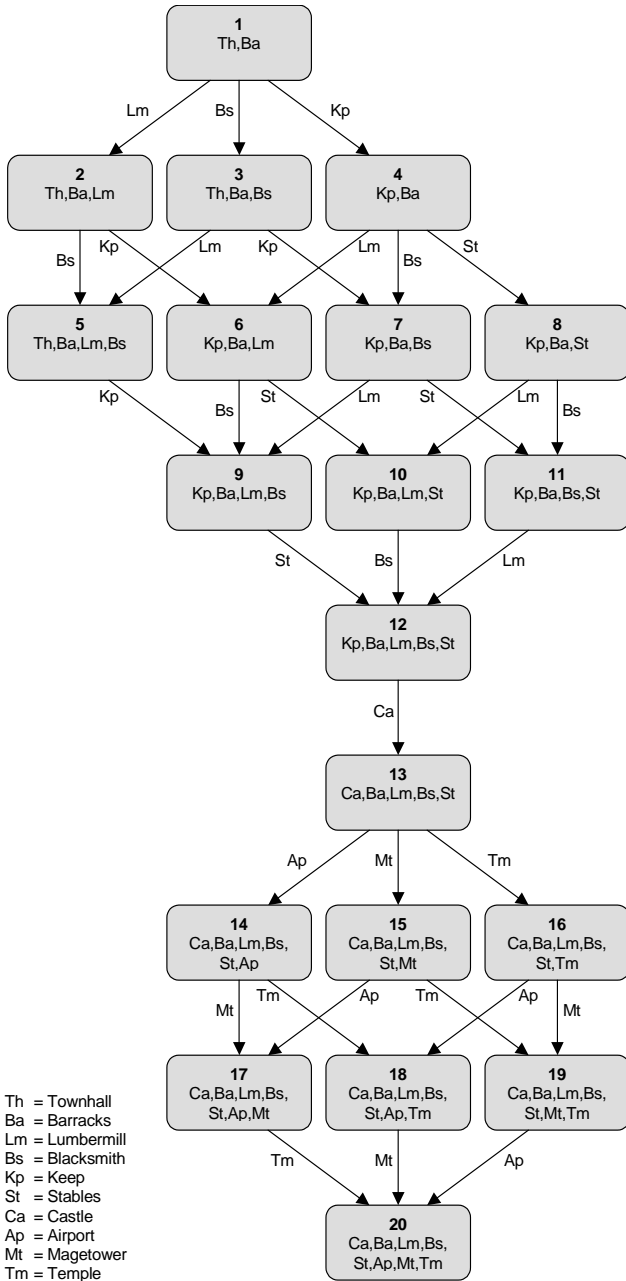 1
Th,Ba
Lm
Bs
Kp
2
Th,Ba,Lm
3
Th,Ba,Bs
4
Kp,Ba
Bs
Kp
Lm
Kp
Lm
Bs
St
5
Th,Ba,Lm,Bs
6
Kp,Ba,Lm
7
Kp,Ba,Bs
8
Kp,Ba,St
Kp
Bs
St
Lm
St
Lm
Bs
9
Kp,Ba,Lm,Bs
10
Kp,Ba,Lm,St
11
Kp,Ba,Bs,St
St
Bs
Lm
12
Kp,Ba,Lm,Bs,St
Ca
13
Ca,Ba,Lm,Bs,St
Ap
Mt
Tm
14
Ca,Ba,Lm,Bs,
St,Ap
15
Ca,Ba,Lm,Bs,
St,Mt
16
Ca,Ba,Lm,Bs,
St,Tm
Mt
Tm
Ap
Tm
Ap
Mt
17
Ca,Ba,Lm,Bs,
St,Ap,Mt
18
Ca,Ba,Lm,Bs,
St,Ap,Tm
19
Ca,Ba,Lm,Bs,
St,Mt,Tm
Tm
Mt
Ap
20
Ca,Ba,Lm,Bs,
St,Ap,Mt,Tm
Th = Townhall
Ba = Barracks
Lm = Lumbermill
Bs = Blacksmith
Kp = Keep
St = Stables
Ca = Castle
Ap = Airport
Mt = Magetower
Tm = Temple